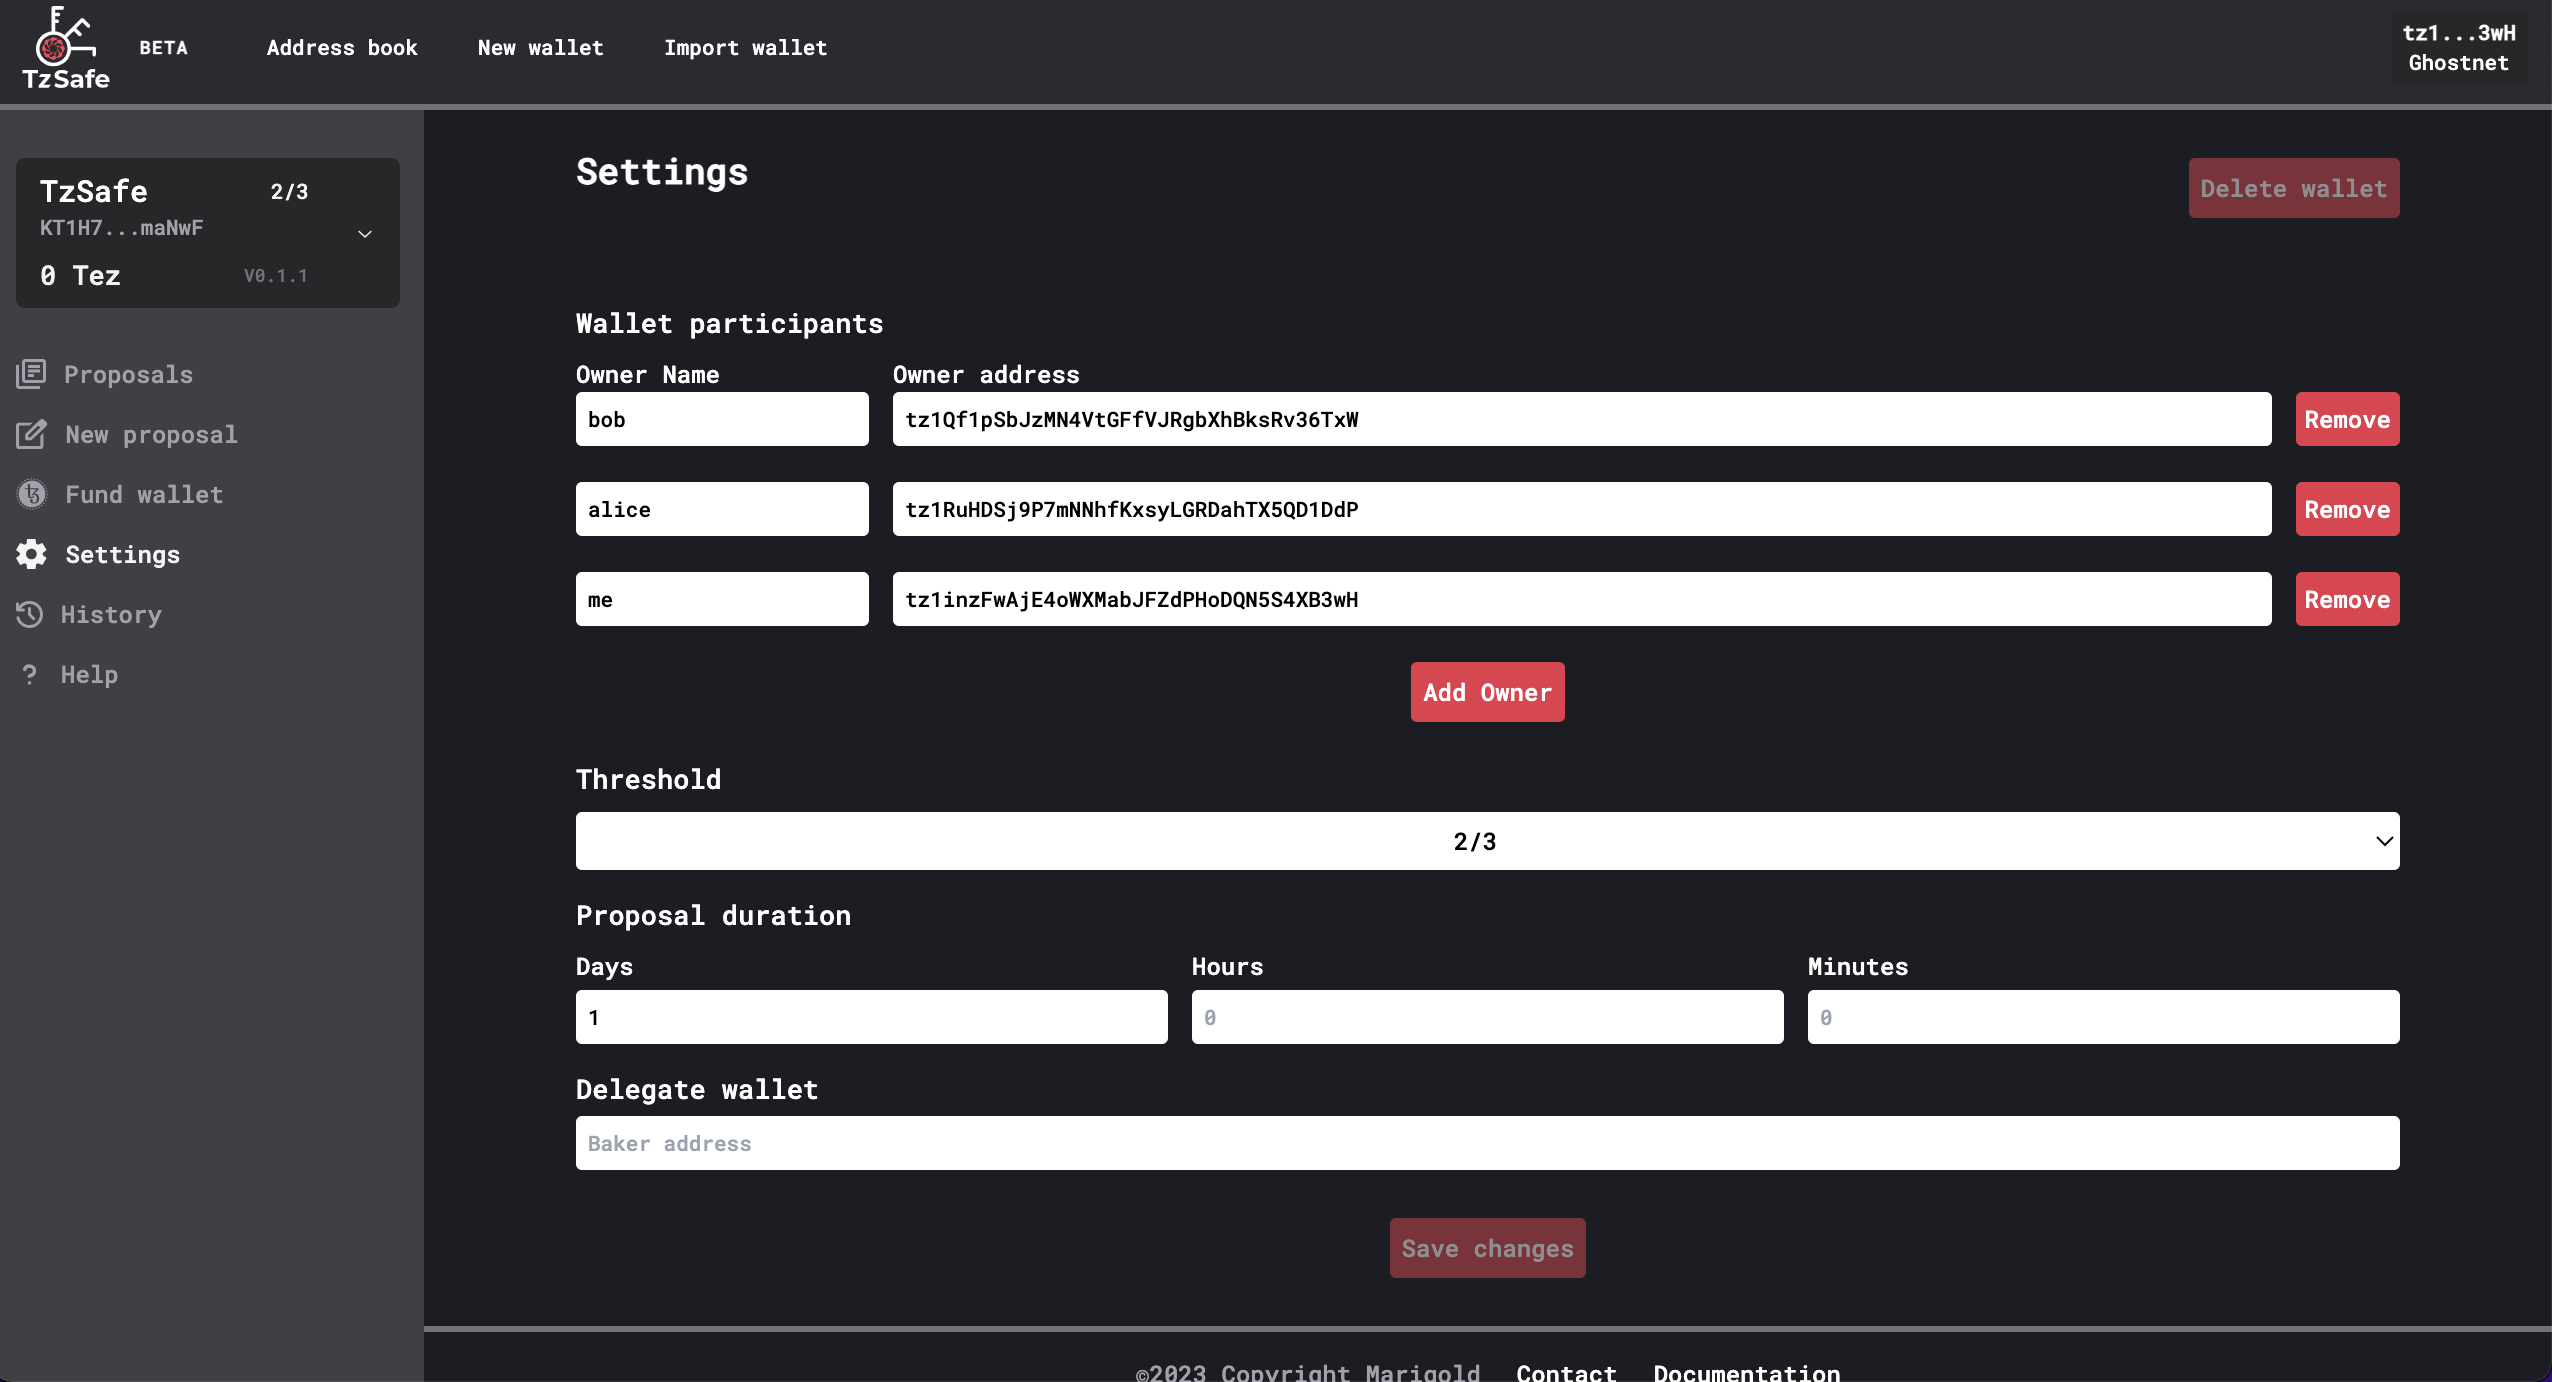 TzSafe
BETA
Address book
New wallet
Import wallet
tz1...3wH
Ghostnet
TzSafe 2/3
KT1H7...maNwF
0 Tez V0.1.1
Proposals
New proposal
Fund wallet
Settings
History
? Help
Settings
Delete wallet
Wallet participants
Owner Name Owner address
bob tz1Qf1pSbJzMN4VtGFfVJRgbXhBksRv36TxW Remove
alice tz1RuHDSj9P7mNNhfKxsyLGRDahTX5QD1DdP Remove
me tz1inzFwAjE4oWXMabJFZdPHoDQN5S4XB3wH Remove
Add Owner
Threshold
2/3
Proposal duration
Days Hours Minutes
1 0 0
Delegate wallet
Baker address
Save changes
©2023 Copyright Marigold Contact Documentation